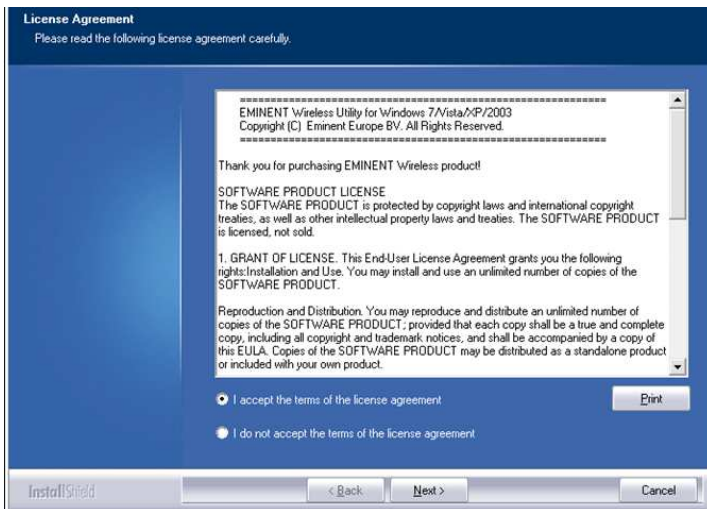 License Agreement
Please read the following license agreement carefully.
================================================================
EMINENT Wireless Utility for Windows 7/Vista/XP/2003
Copyright (C) Eminent Europe BV. All Rights Reserved.
================================================================
Thank you for purchasing EMINENT Wireless product!
SOFTWARE PRODUCT LICENSE
The SOFTWARE PRODUCT is protected by copyright laws and international copyright
treaties, as well as other intellectual property laws and treaties. The SOFTWARE PRODUCT
is licensed, not sold.
1. GRANT OF LICENSE. This End-User License Agreement grants you the following
rights:Installation and Use. You may install and use an unlimited number of copies of the
SOFTWARE PRODUCT.
Reproduction and Distribution. You may reproduce and distribute an unlimited number of
copies of the SOFTWARE PRODUCT; provided that each copy shall be a true and complete
copy, including all copyright and trademark notices, and shall be accompanied by a copy of
this EULA. Copies of the SOFTWARE PRODUCT may be distributed as a standalone product
or included with your own product.
I accept the terms of the license agreement
Print
I do not accept the terms of the license agreement
InstallShield
< Back
Next >
Cancel